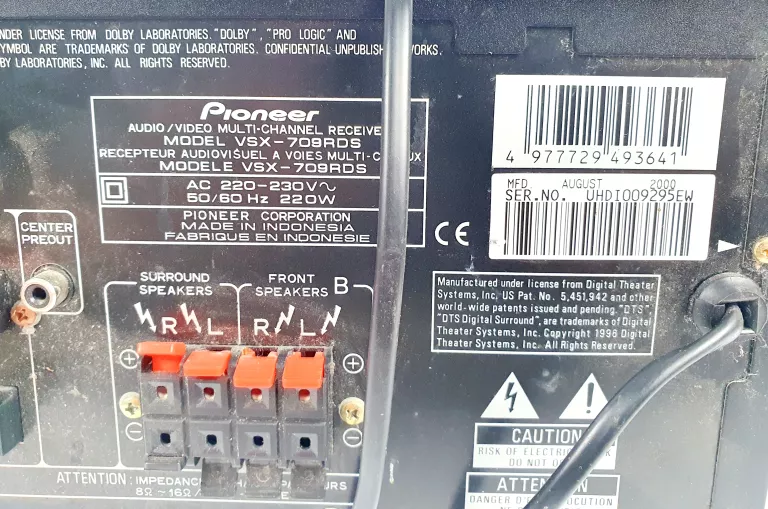 NDER LICENSE FROM DOLBY LABORATORIES. "DOLBY", "PRO LOGIC" AND
SYMBOL ARE TRADEMARKS OF DOLBY LABORATORIES. CONFIDENTIAL UNPUBLISHED WORKS.
BY LABORATORIES, INC. ALL RIGHTS RESERVED.
Pioneer
AUDIO/VIDEO MULTI-CHANNEL RECEIVE
MODEL VSX-709RDS
RECEPTEUR AUDIOVISUEL A VOIES MULTI-C UX
MODELE VSX-709RDS
AC 220-230V~
50/60 Hz 220W
PIONEER CORPORATION
MADE IN INDONESIA
FABRIQUE EN INDONESIE
CE
4 977729 493641
MFD. AUGUST 2000
SER.NO. UHDI009295EW
CENTER
PREOUT
SURROUND
SPEAKERS
R L
FRONT
SPEAKERS B
R L
+ +
− −
Manufactured under license from Digital Theater
Systems, Inc. US Pat. No. 5,451,942 and other
world-wide patents issued and pending. "DTS",
"DTS Digital Surround", are trademarks of Digital
Theater Systems, Inc. Copyright 1996 Digital
Theater Systems, Inc. All Rights Reserved.
CAUTION
RISK OF ELECTRIC
DO NOT O
ATTENTION
DANGER D' CUTION
NE
ATTENTION: IMPEDANC URS
8Ω ~ 16Ω/ E